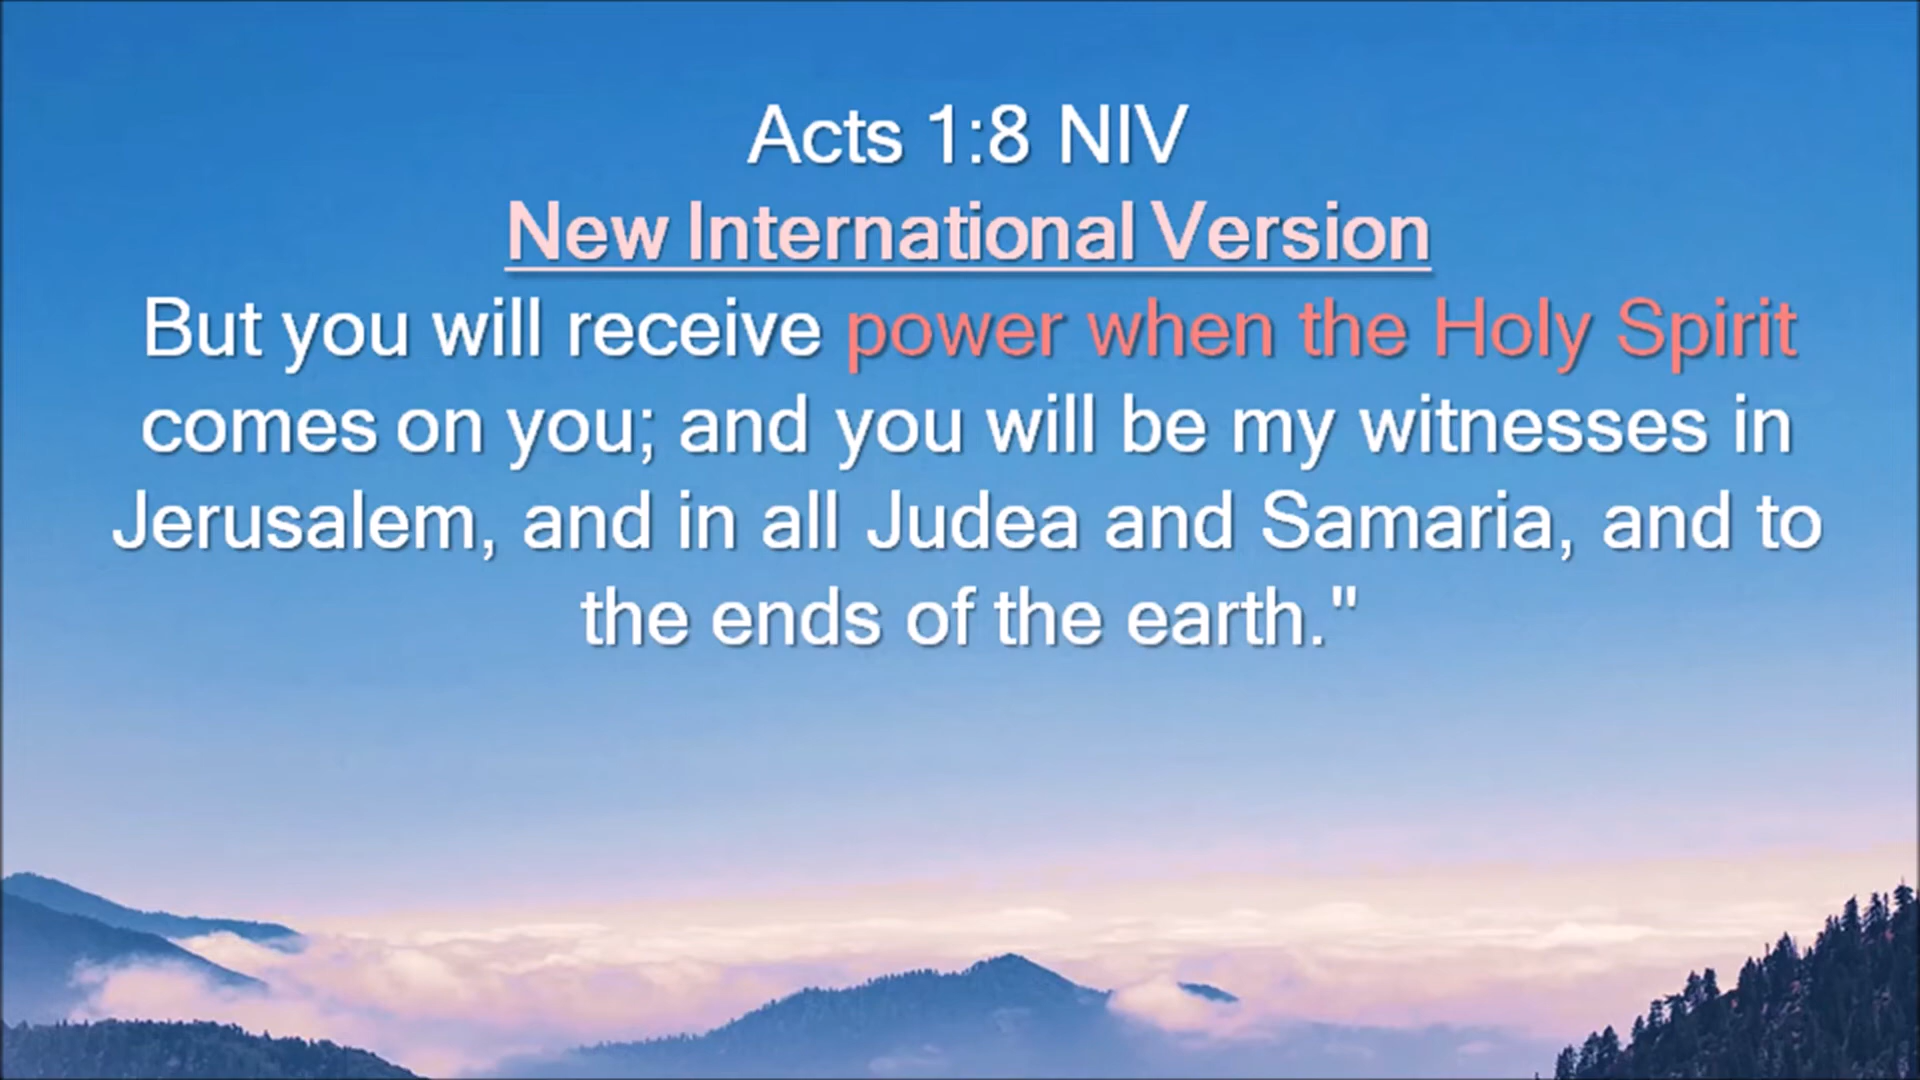 Acts 1:8 NIV
New International Version
But you will receive power when the Holy Spirit
comes on you; and you will be my witnesses in
Jerusalem, and in all Judea and Samaria, and to
the ends of the earth."